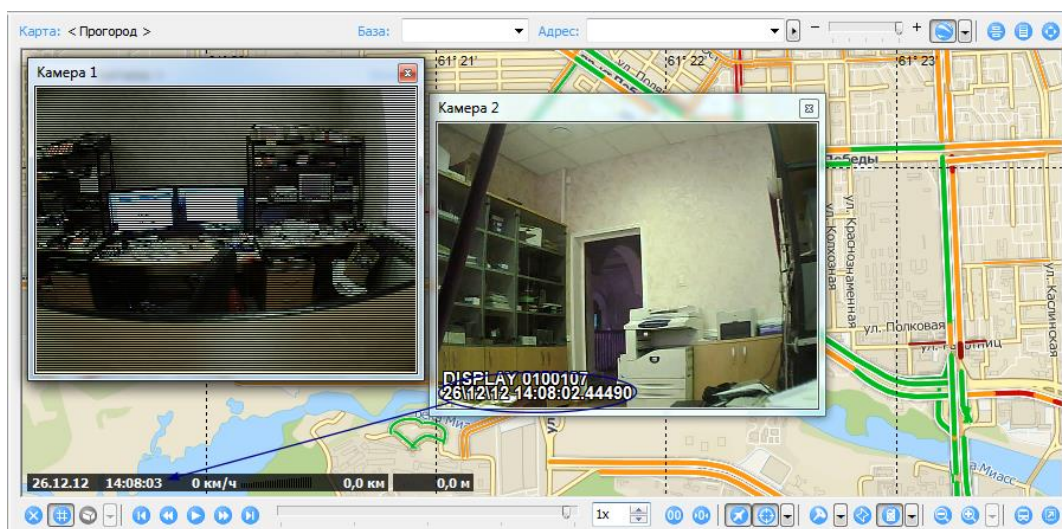 Карта: < Прогород > База: Адрес: − +
61° 21' 61° 22' 61° 23'
Камера 1
Камера 2
Победы
ул. Колхозная
ул. Краснознаменная
ул. Каслинская
ул. Полковая
DISPLAY 0100107
26\12\12 14:08:02.44490
26.12.12 14:08:03 0 км/ч 0,0 км 0,0 м
1x